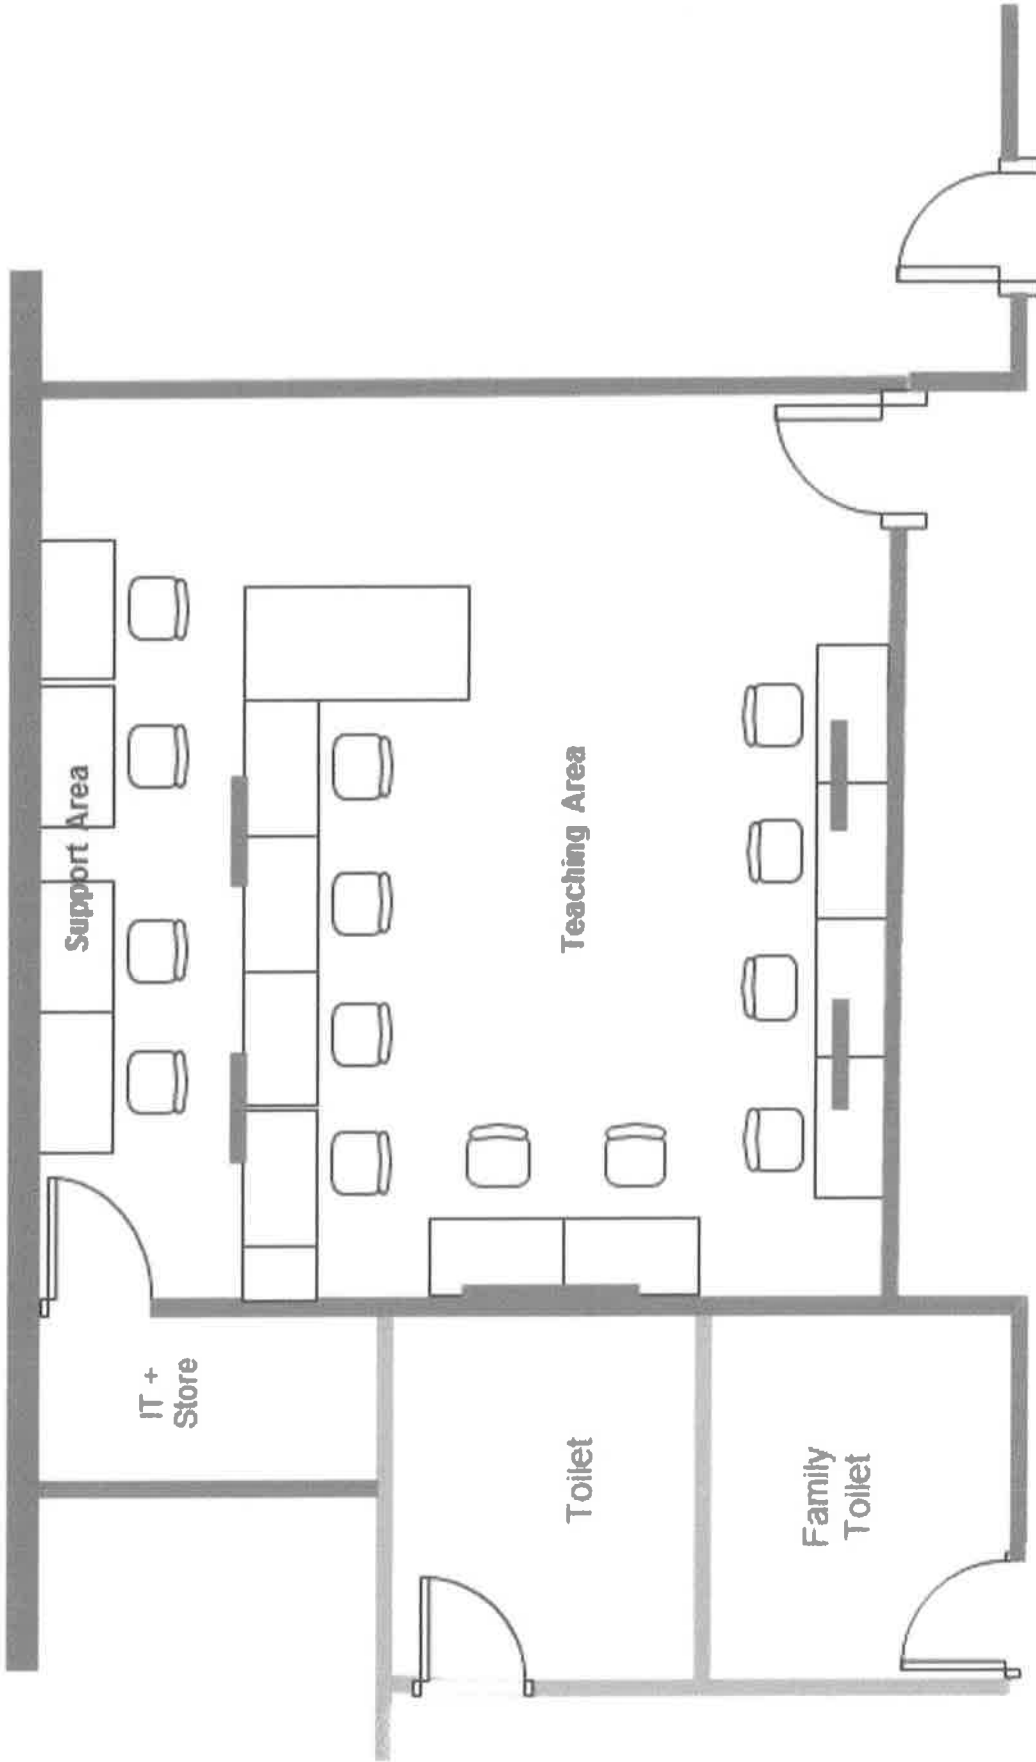 Support Area
Teaching Area
IT +
Store
Toilet
Family
Toilet